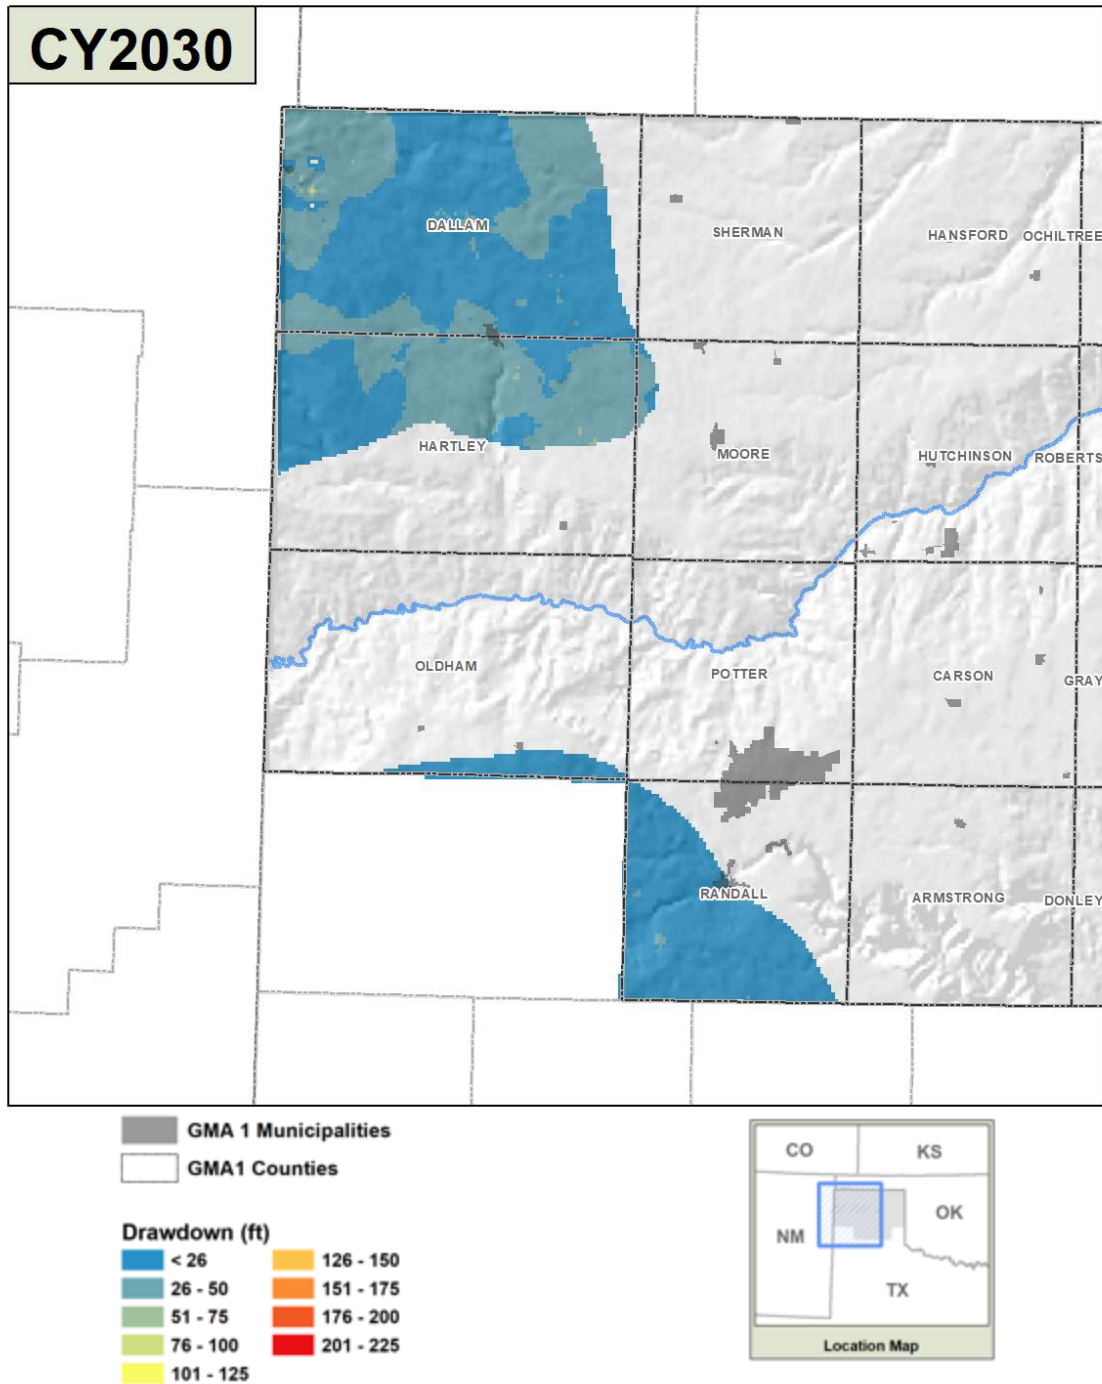 CY2030
DALLAM
SHERMAN
HANSFORD
OCHILTREE
HARTLEY
MOORE
HUTCHINSON
ROBERTS
OLDHAM
POTTER
CARSON
GRAY
RANDALL
ARMSTRONG
DONLEY
GMA 1 Municipalities
GMA1 Counties
Drawdown (ft)
< 26
26 - 50
51 - 75
76 - 100
101 - 125
126 - 150
151 - 175
176 - 200
201 - 225
CO
KS
NM
OK
TX
Location Map